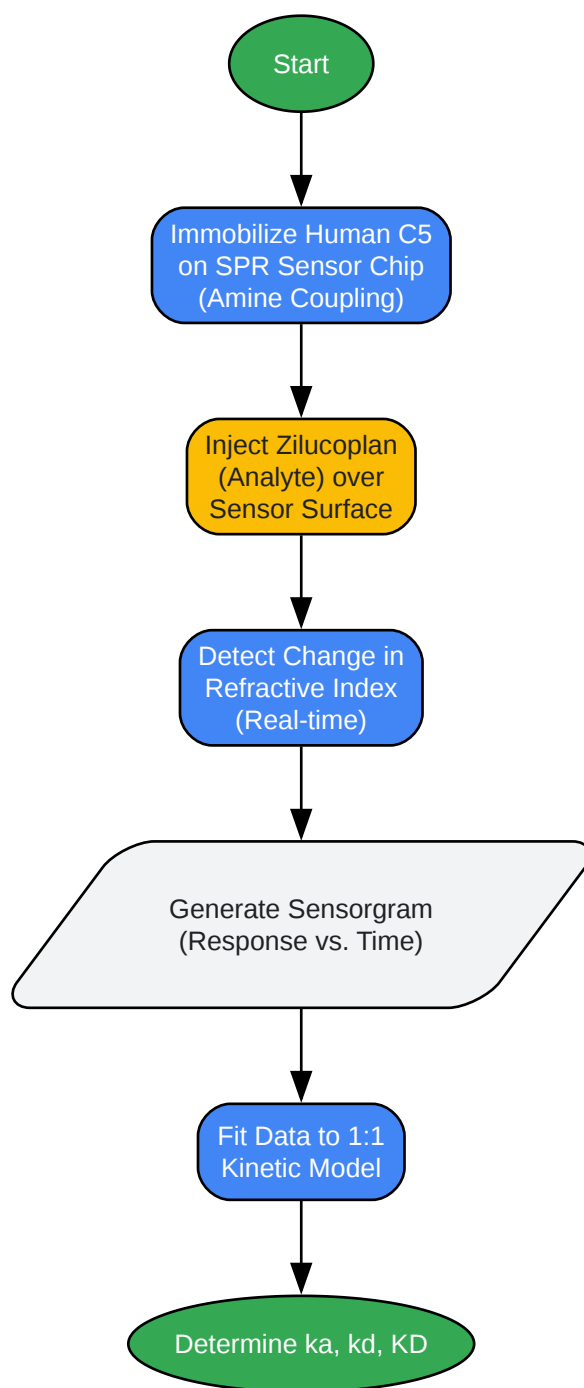 Start
Immobilize Human C5
on SPR Sensor Chip
(Amine Coupling)
Inject Zilucoplan
(Analyte) over
Sensor Surface
Detect Change in
Refractive Index
(Real-time)
Generate Sensorgram
(Response vs. Time)
Fit Data to 1:1
Kinetic Model
Determine ka, kd, KD